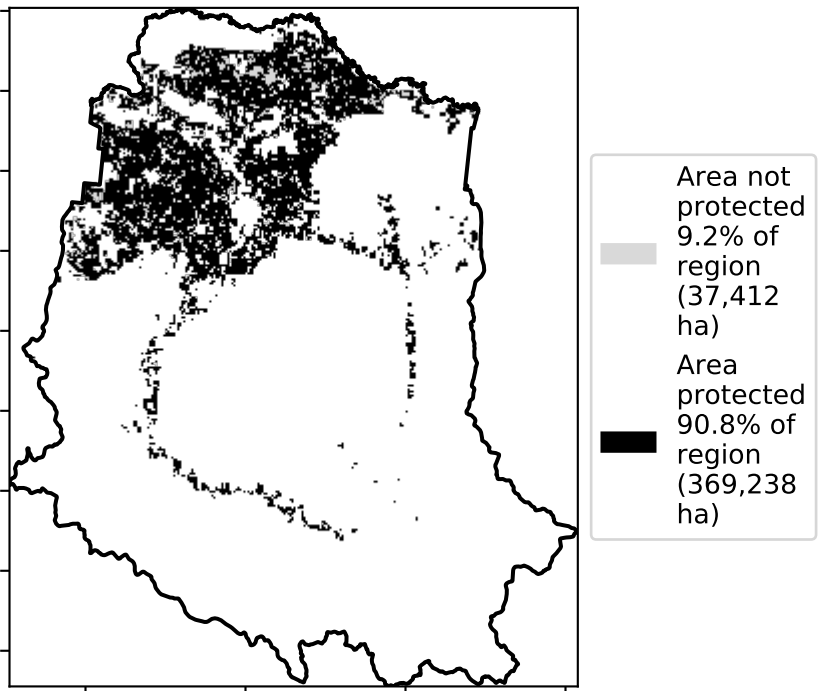 Area not
protected
9.2% of
region
(37,412
ha)
Area
protected
90.8% of
region
(369,238
ha)